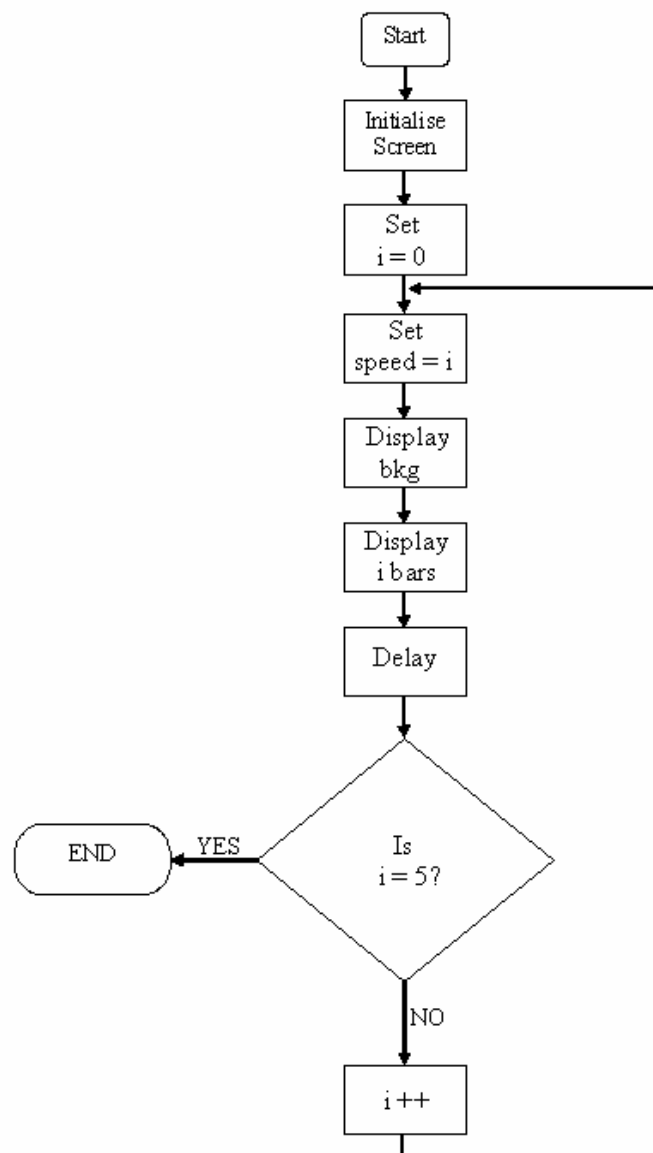 Start
Initialise
Screen
Set
i = 0
Set
speed = i
Display
bkg
Display
i bars
Delay
Is
i = 5?
YES
END
NO
i ++